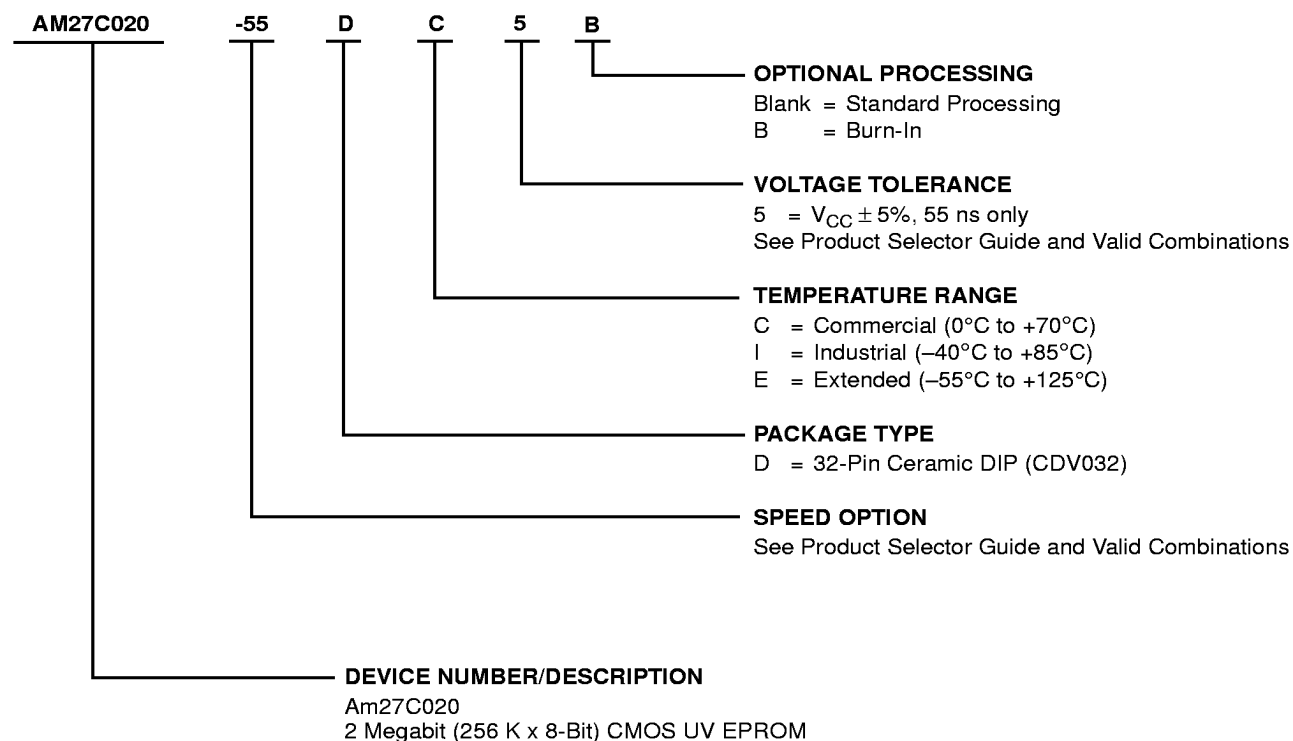 AM27C020 -55 D C 5 B
OPTIONAL PROCESSING
Blank = Standard Processing
B = Burn-In
VOLTAGE TOLERANCE
5 = VCC ± 5%, 55 ns only
See Product Selector Guide and Valid Combinations
TEMPERATURE RANGE
C = Commercial (0°C to +70°C)
I = Industrial (–40°C to +85°C)
E = Extended (–55°C to +125°C)
PACKAGE TYPE
D = 32-Pin Ceramic DIP (CDV032)
SPEED OPTION
See Product Selector Guide and Valid Combinations
DEVICE NUMBER/DESCRIPTION
Am27C020
2 Megabit (256 K x 8-Bit) CMOS UV EPROM